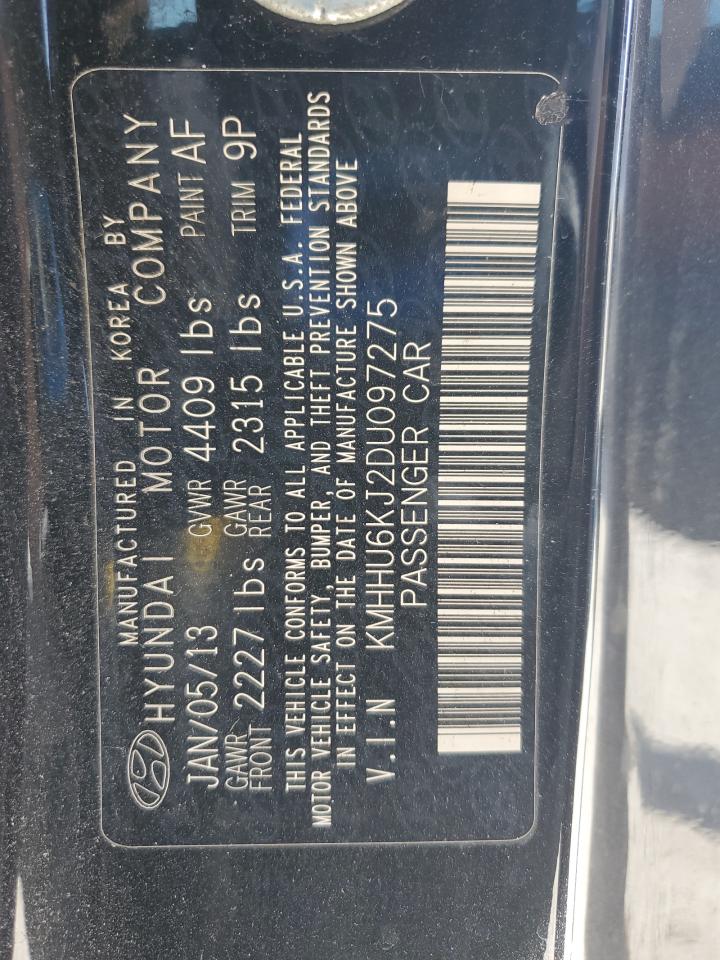 MANUFACTURED IN KOREA BY
HYUNDAI MOTOR COMPANY
JAN/05/13 GVWR 4409 lbs PAINT AF
GAWR FRONT 2227 lbs GAWR REAR 2315 lbs TRIM 9P
THIS VEHICLE CONFORMS TO ALL APPLICABLE U.S.A. FEDERAL
MOTOR VEHICLE SAFETY, BUMPER, AND THEFT PREVENTION STANDARDS
IN EFFECT ON THE DATE OF MANUFACTURE SHOWN ABOVE
V.I.N KMHHU6KJ2DU097275
PASSENGER CAR